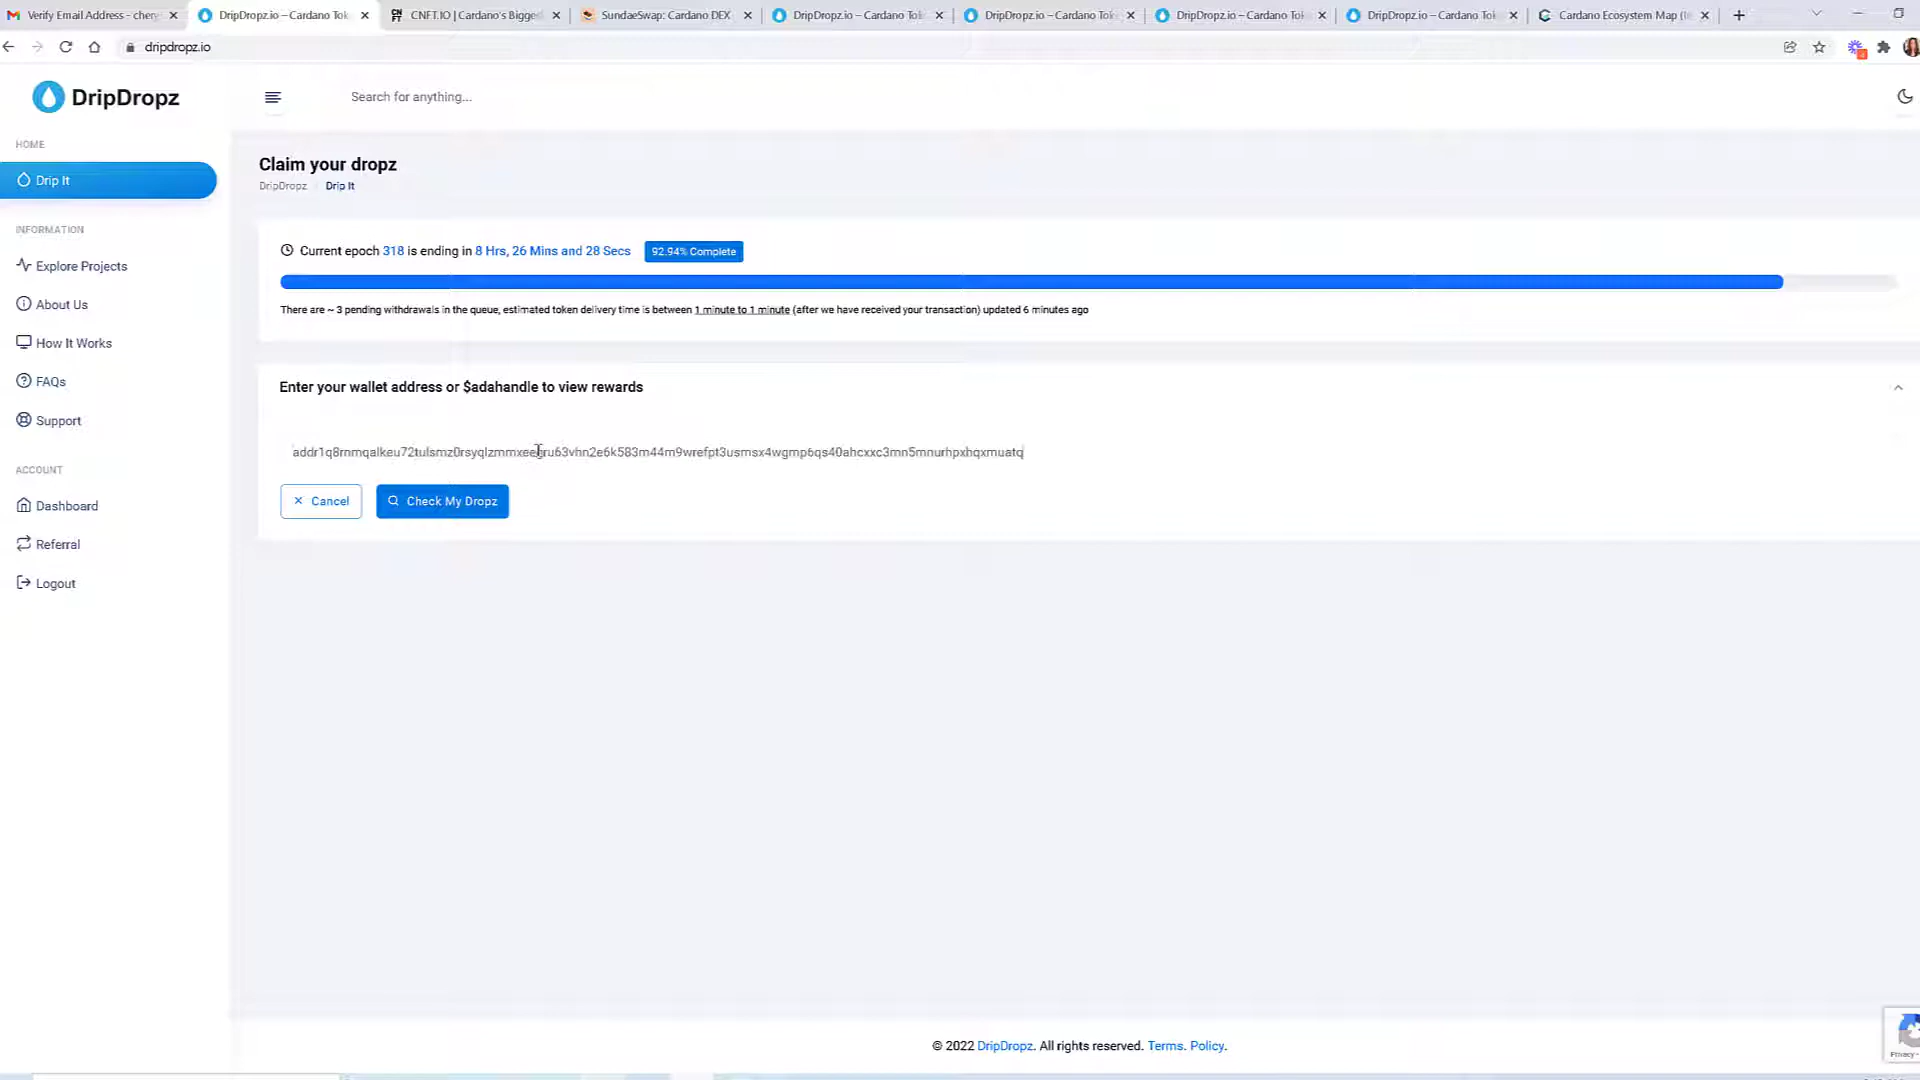 Verify Email Address - chery
DripDropz.io – Cardano Tok
CNFT.IO | Cardano's Biggest
SundaeSwap: Cardano DEX
DripDropz.io – Cardano Tok
DripDropz.io – Cardano Tok
DripDropz.io – Cardano Tok
DripDropz.io – Cardano Tok
Cardano Ecosystem Map (
dripdropz.io
DripDropz
Search for anything...
HOME
Drip It
INFORMATION
Explore Projects
About Us
How It Works
FAQs
Support
ACCOUNT
Dashboard
Referral
Logout
Claim your dropz
DripDropz Drip It
Current epoch 318 is ending in 8 Hrs, 26 Mins and 28 Secs 92.94% Complete
There are ~ 3 pending withdrawals in the queue, estimated token delivery time is between 1 minute to 1 minute (after we have received your transaction) updated 6 minutes ago
Enter your wallet address or $adahandle to view rewards
Cancel
Check My Dropz
© 2022 DripDropz. All rights reserved. Terms. Policy.
Privacy -